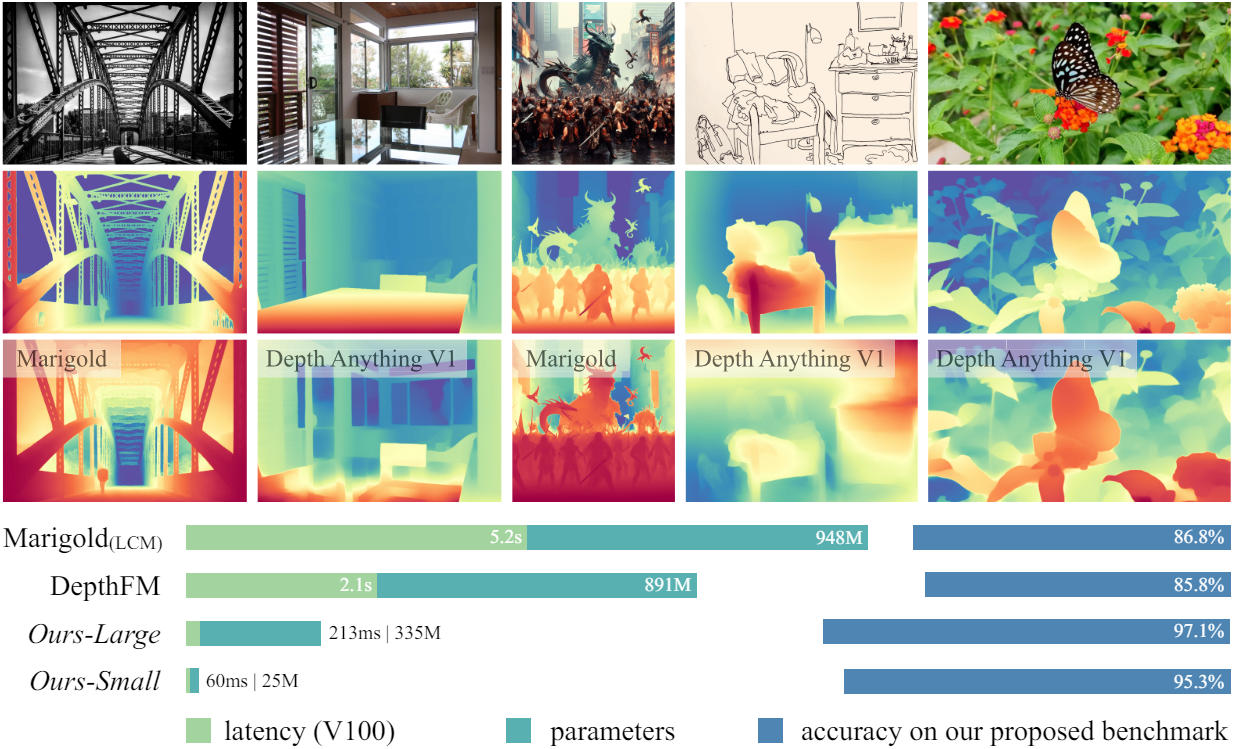 Marigold
Depth Anything V1
Marigold
Depth Anything V1
Depth Anything V1
Marigold(LCM)
5.2s
948M
86.8%
DepthFM
2.1s
891M
85.8%
Ours-Large
213ms | 335M
97.1%
Ours-Small
60ms | 25M
95.3%
latency (V100)
parameters
accuracy on our proposed benchmark